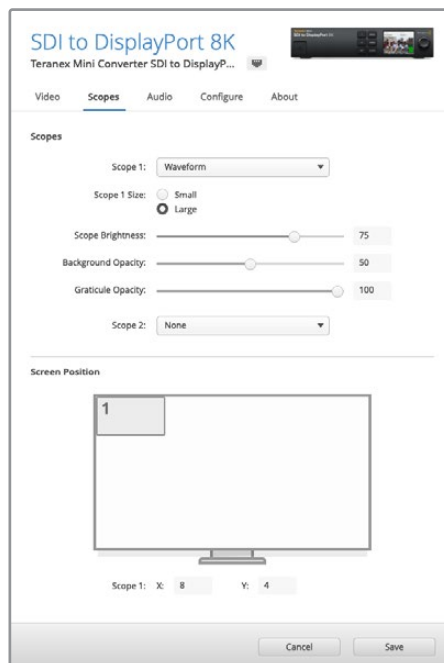 SDI to DisplayPort 8K
Teranex Mini Converter SDI to DisplayP...
Video Scopes Audio Configure About
Scopes
Scope 1: Waveform
Scope 1 Size: Small
Large
Scope Brightness: 75
Background Opacity: 50
Graticule Opacity: 100
Scope 2: None
Screen Position
1
Scope 1: X: 8 Y: 4
Cancel Save